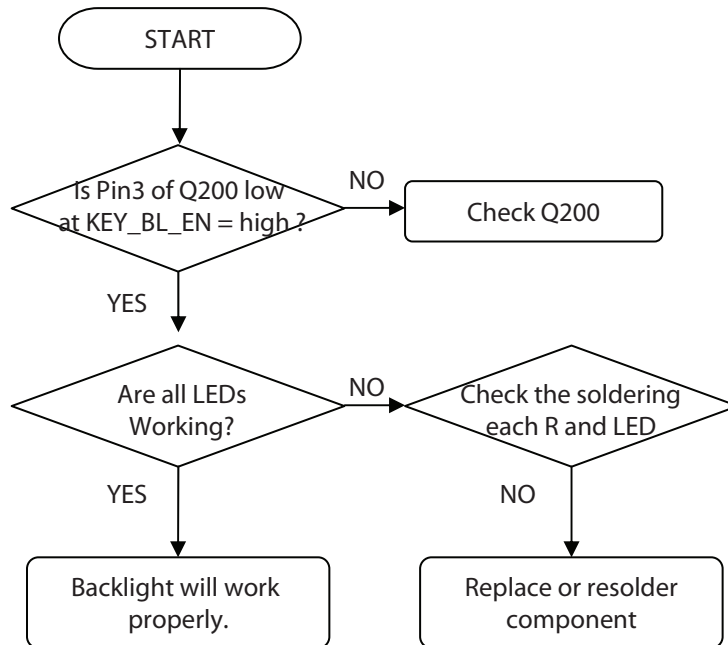 START
Is Pin3 of Q200 low
at KEY_BL_EN = high ?
NO
Check Q200
YES
Are all LEDs
Working?
NO
Check the soldering
each R and LED
YES
NO
Backlight will work
properly.
Replace or resolder
component